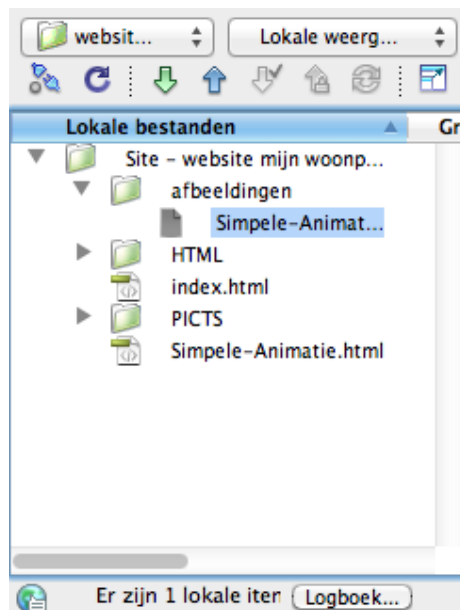 websit... Lokale weerg...
Lokale bestanden Gr
Site – website mijn woonp...
afbeeldingen
Simpele-Animat...
HTML
index.html
PICTS
Simpele-Animatie.html
Er zijn 1 lokale iter Logboek...